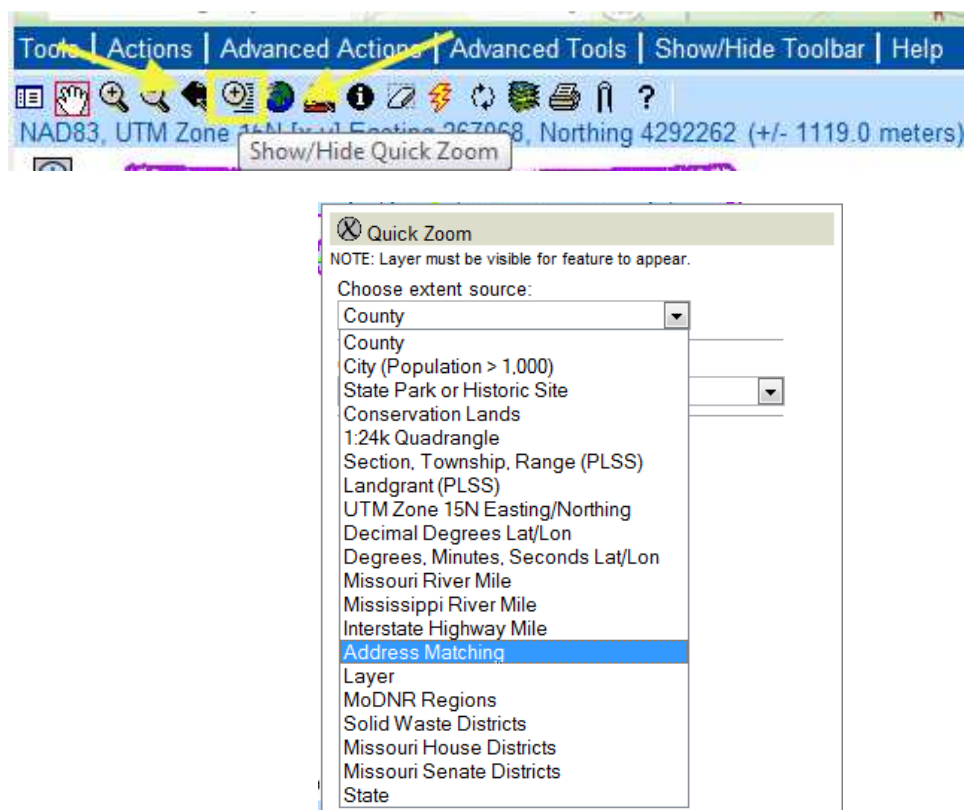 Tools | Actions | Advanced Actions | Advanced Tools | Show/Hide Toolbar | Help
NAD83, UTM Zone 15N [x,y] Easting 267068, Northing 4292262 (+/- 1119.0 meters)
Show/Hide Quick Zoom
Quick Zoom
NOTE: Layer must be visible for feature to appear.
Choose extent source:
County
County
City (Population > 1,000)
State Park or Historic Site
Conservation Lands
1:24k Quadrangle
Section, Township, Range (PLSS)
Landgrant (PLSS)
UTM Zone 15N Easting/Northing
Decimal Degrees Lat/Lon
Degrees, Minutes, Seconds Lat/Lon
Missouri River Mile
Mississippi River Mile
Interstate Highway Mile
Address Matching
Layer
MoDNR Regions
Solid Waste Districts
Missouri House Districts
Missouri Senate Districts
State